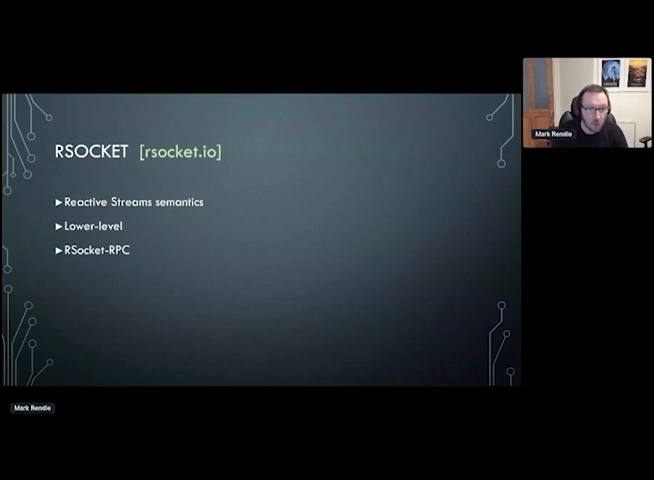 RSOCKET [rsocket.io]
►Reactive Streams semantics
►Lower-level
►RSocket-RPC
Mark Rendle
Mark Rendle